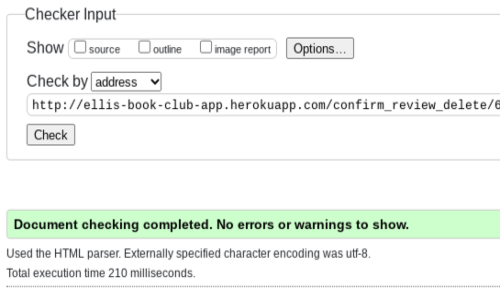 Checker Input
Show source outline image report Options...
Check by address
http://ellis-book-club-app.herokuapp.com/confirm_review_delete/6
Check
Document checking completed. No errors or warnings to show.
Used the HTML parser. Externally specified character encoding was utf-8.
Total execution time 210 milliseconds.